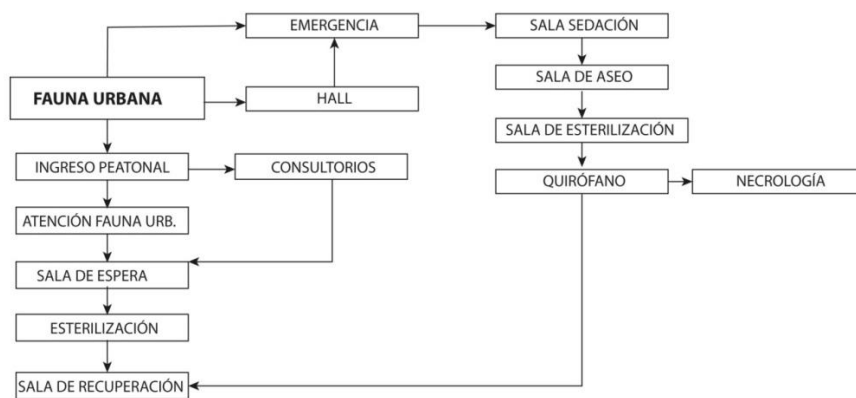 EMERGENCIA
SALA SEDACIÓN
SALA DE ASEO
FAUNA URBANA
HALL
SALA DE ESTERILIZACIÓN
INGRESO PEATONAL
CONSULTORIOS
QUIRÓFANO
NECROLOGÍA
ATENCIÓN FAUNA URB.
SALA DE ESPERA
ESTERILIZACIÓN
SALA DE RECUPERACIÓN